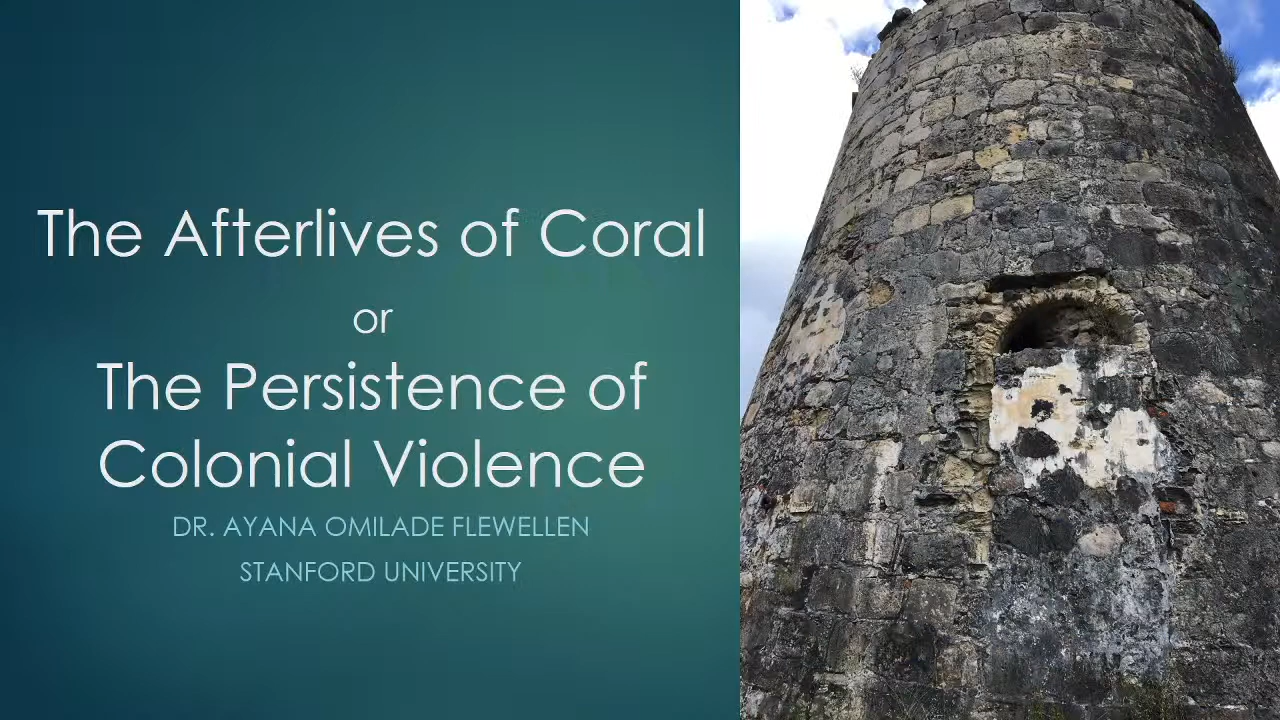 The Afterlives of Coral
or
The Persistence of
Colonial Violence
DR. AYANA OMILADE FLEWELLEN
STANFORD UNIVERSITY